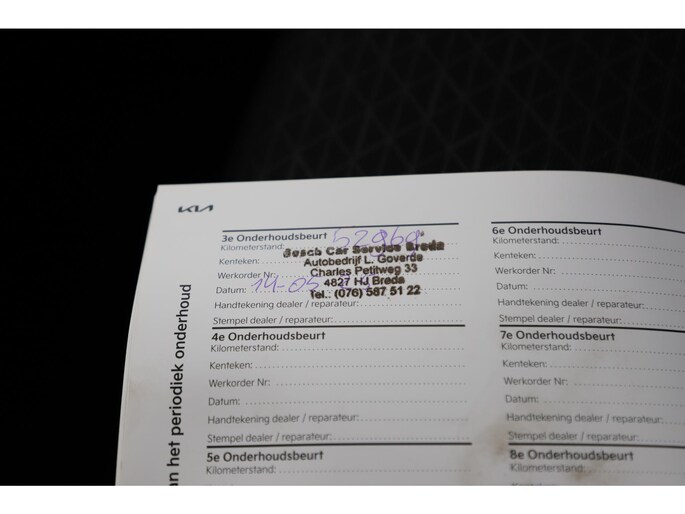 KIA
an het periodiek onderhoud
3e Onderhoudsbeurt
Kilometerstand:
Kenteken:
Werkorder Nr:
Datum: 14-05
Handtekening dealer / reparateur:
Stempel dealer / reparateur:
Bosch Car Service Breda
Autobedrijf L. Goverde
Charles Petitweg 33
4827 HJ Breda
Tel.: (076) 587 51 22
4e Onderhoudsbeurt
Kilometerstand:
Kenteken:
Werkorder Nr:
Datum:
Handtekening dealer / reparateur:
Stempel dealer / reparateur:
5e Onderhoudsbeurt
Kilometerstand:
6e Onderhoudsbeurt
Kilometerstand:
Kenteken:
Werkorder Nr:
Datum:
Handtekening dealer / reparateur:
Stempel dealer / reparateur:
7e Onderhoudsbeurt
Kilometerstand:
Kenteken:
Werkorder Nr:
Datum:
Handtekening dealer / reparateur:
Stempel dealer / reparateur:
8e Onderhoudsbeurt
Kilometerstand: